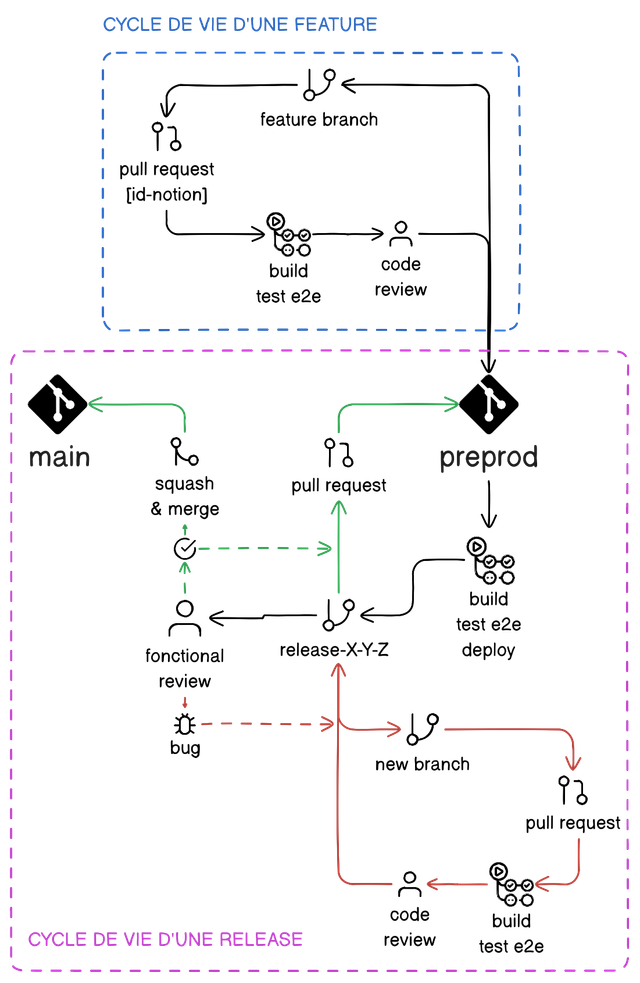 CYCLE DE VIE D'UNE FEATURE
feature branch
pull request
[id-notion]
build
test e2e
code
review
main
preprod
squash
& merge
pull request
build
test e2e
deploy
fonctional
review
release-X-Y-Z
bug
new branch
pull request
code
review
build
test e2e
CYCLE DE VIE D'UNE RELEASE